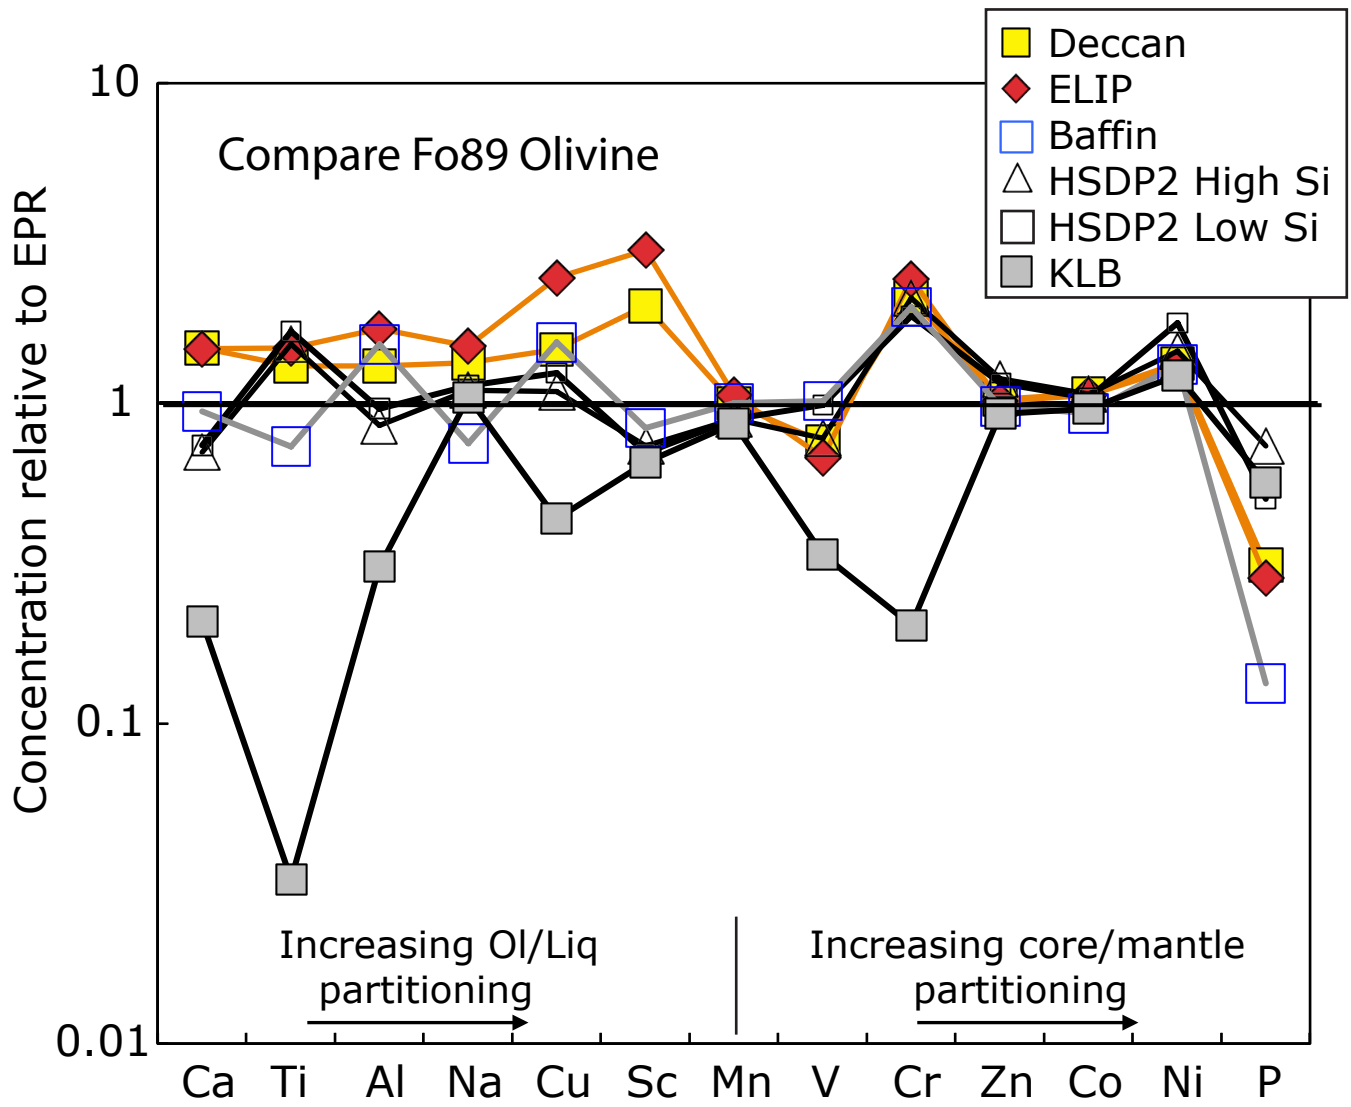 Deccan
ELIP
Baffin
HSDP2 High Si
HSDP2 Low Si
KLB
Compare Fo89 Olivine
Concentration relative to EPR
10
1
0.1
0.01
Increasing Ol/Liq
partitioning
Increasing core/mantle
partitioning
Ca Ti Al Na Cu Sc Mn V Cr Zn Co Ni P